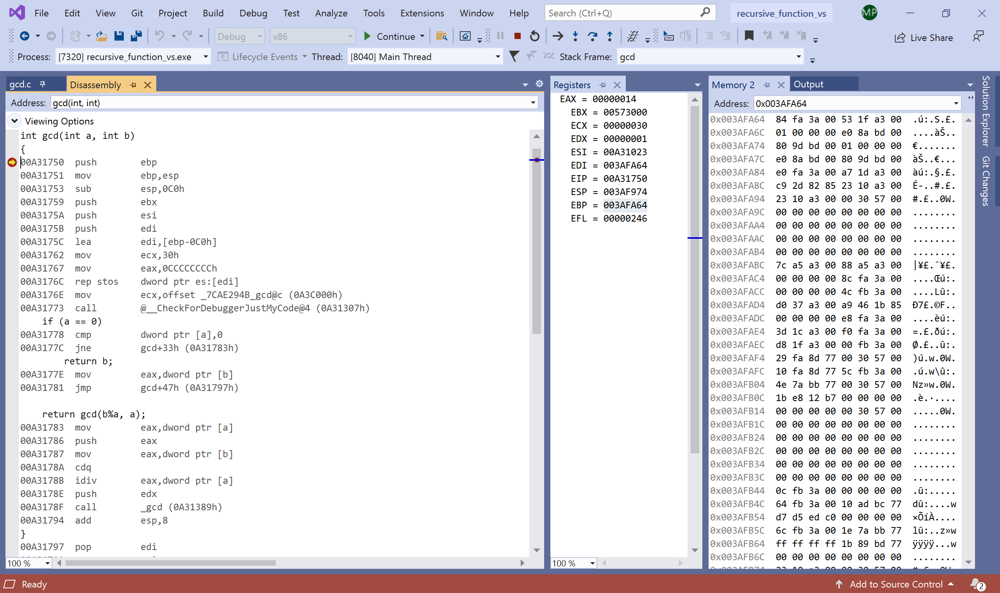 File Edit View Git Project Build Debug Test Analyze Tools Extensions Window Help Search (Ctrl+Q) recursive_function_vs MP
Debug x86 Continue Live Share
Process: [7320] recursive_function_vs.exe Lifecycle Events Thread: [8040] Main Thread Stack Frame: gcd
gcd.c Disassembly
Address: gcd(int, int)
Viewing Options
int gcd(int a, int b)
{
00A31750 push ebp
00A31751 mov ebp,esp
00A31753 sub esp,0C0h
00A31759 push ebx
00A3175A push esi
00A3175B push edi
00A3175C lea edi,[ebp-0C0h]
00A31762 mov ecx,30h
00A31767 mov eax,0CCCCCCCCh
00A3176C rep stos dword ptr es:[edi]
00A3176E mov ecx,offset _7CAE294B_gcd@c (0A3C000h)
00A31773 call @__CheckForDebuggerJustMyCode@4 (0A31307h)
if (a == 0)
00A31778 cmp dword ptr [a],0
00A3177C jne gcd+33h (0A31783h)
return b;
00A3177E mov eax,dword ptr [b]
00A31781 jmp gcd+47h (0A31797h)
return gcd(b%a, a);
00A31783 mov eax,dword ptr [a]
00A31786 push eax
00A31787 mov eax,dword ptr [b]
00A3178A cdq
00A3178B idiv eax,dword ptr [a]
00A3178E push edx
00A3178F call _gcd (0A31389h)
00A31794 add esp,8
}
00A31797 pop edi
100 %
Registers
EAX = 00000014
EBX = 00573000
ECX = 00000030
EDX = 00000001
ESI = 00A31023
EDI = 003AFA64
EIP = 00A31750
ESP = 003AF974
EBP = 003AFA64
EFL = 00000246
100 %
Memory 2 Output
Address: 0x003AFA64
0x003AFA64 84 fa 3a 00 53 1f a3 00 .ú:.S.£.
0x003AFA6C 01 00 00 00 e0 8a bd 00 ....àŠ..
0x003AFA74 80 9d bd 00 01 00 00 00 €.......
0x003AFA7C e0 8a bd 00 80 9d bd 00 àŠ..€...
0x003AFA84 e0 fa 3a 00 a7 1d a3 00 àú:.§.£.
0x003AFA8C c9 2d 82 85 23 10 a3 00 É-..#.£.
0x003AFA94 23 10 a3 00 00 30 57 00 #.£..0W.
0x003AFA9C 00 00 00 00 00 00 00 00 ........
0x003AFAA4 00 00 00 00 00 00 00 00 ........
0x003AFAAC 00 00 00 00 00 00 00 00 ........
0x003AFAB4 00 00 00 00 00 00 00 00 ........
0x003AFABC 7c a5 a3 00 88 a5 a3 00 |¥£.ˆ¥£.
0x003AFAC4 00 00 00 00 8c fa 3a 00 ....Œú:.
0x003AFACC 00 00 00 00 4c fb 3a 00 ....Lû:.
0x003AFAD4 d0 37 a3 00 a9 46 1b 85 Ð7£.©F..
0x003AFADC 00 00 00 00 e8 fa 3a 00 ....èú:.
0x003AFAE4 3d 1c a3 00 f0 fa 3a 00 =.£.ðú:.
0x003AFAEC d8 1f a3 00 00 fb 3a 00 Ø.£..û:.
0x003AFAF4 29 fa 8d 77 00 30 57 00 )ú.w.0W.
0x003AFAFC 10 fa 8d 77 5c fb 3a 00 .ú.w\û:.
0x003AFB04 4e 7a bb 77 00 30 57 00 Nz»w.0W.
0x003AFB0C 1b e8 12 b7 00 00 00 00 .è.·....
0x003AFB14 00 00 00 00 00 30 57 00 .....0W.
0x003AFB1C 00 00 00 00 00 00 00 00 ........
0x003AFB24 00 00 00 00 00 00 00 00 ........
0x003AFB2C 00 00 00 00 00 00 00 00 ........
0x003AFB34 00 00 00 00 00 00 00 00 ........
0x003AFB3C 00 00 00 00 00 00 00 00 ........
0x003AFB44 0c fb 3a 00 00 00 00 00 .û:.....
0x003AFB4C 64 fb 3a 00 10 ad bc 77 dû:....w
0x003AFB54 d7 d5 ed c0 00 00 00 00 ×ÕíÀ....
0x003AFB5C 6c fb 3a 00 1e 7a bb 77 lû:..z»w
0x003AFB64 ff ff ff ff 1b 89 bd 77 ÿÿÿÿ...w
0x003AFB6C 00 00 00 00 00 00 00 00 ........
Solution Explorer
Git Changes
Ready Add to Source Control 2